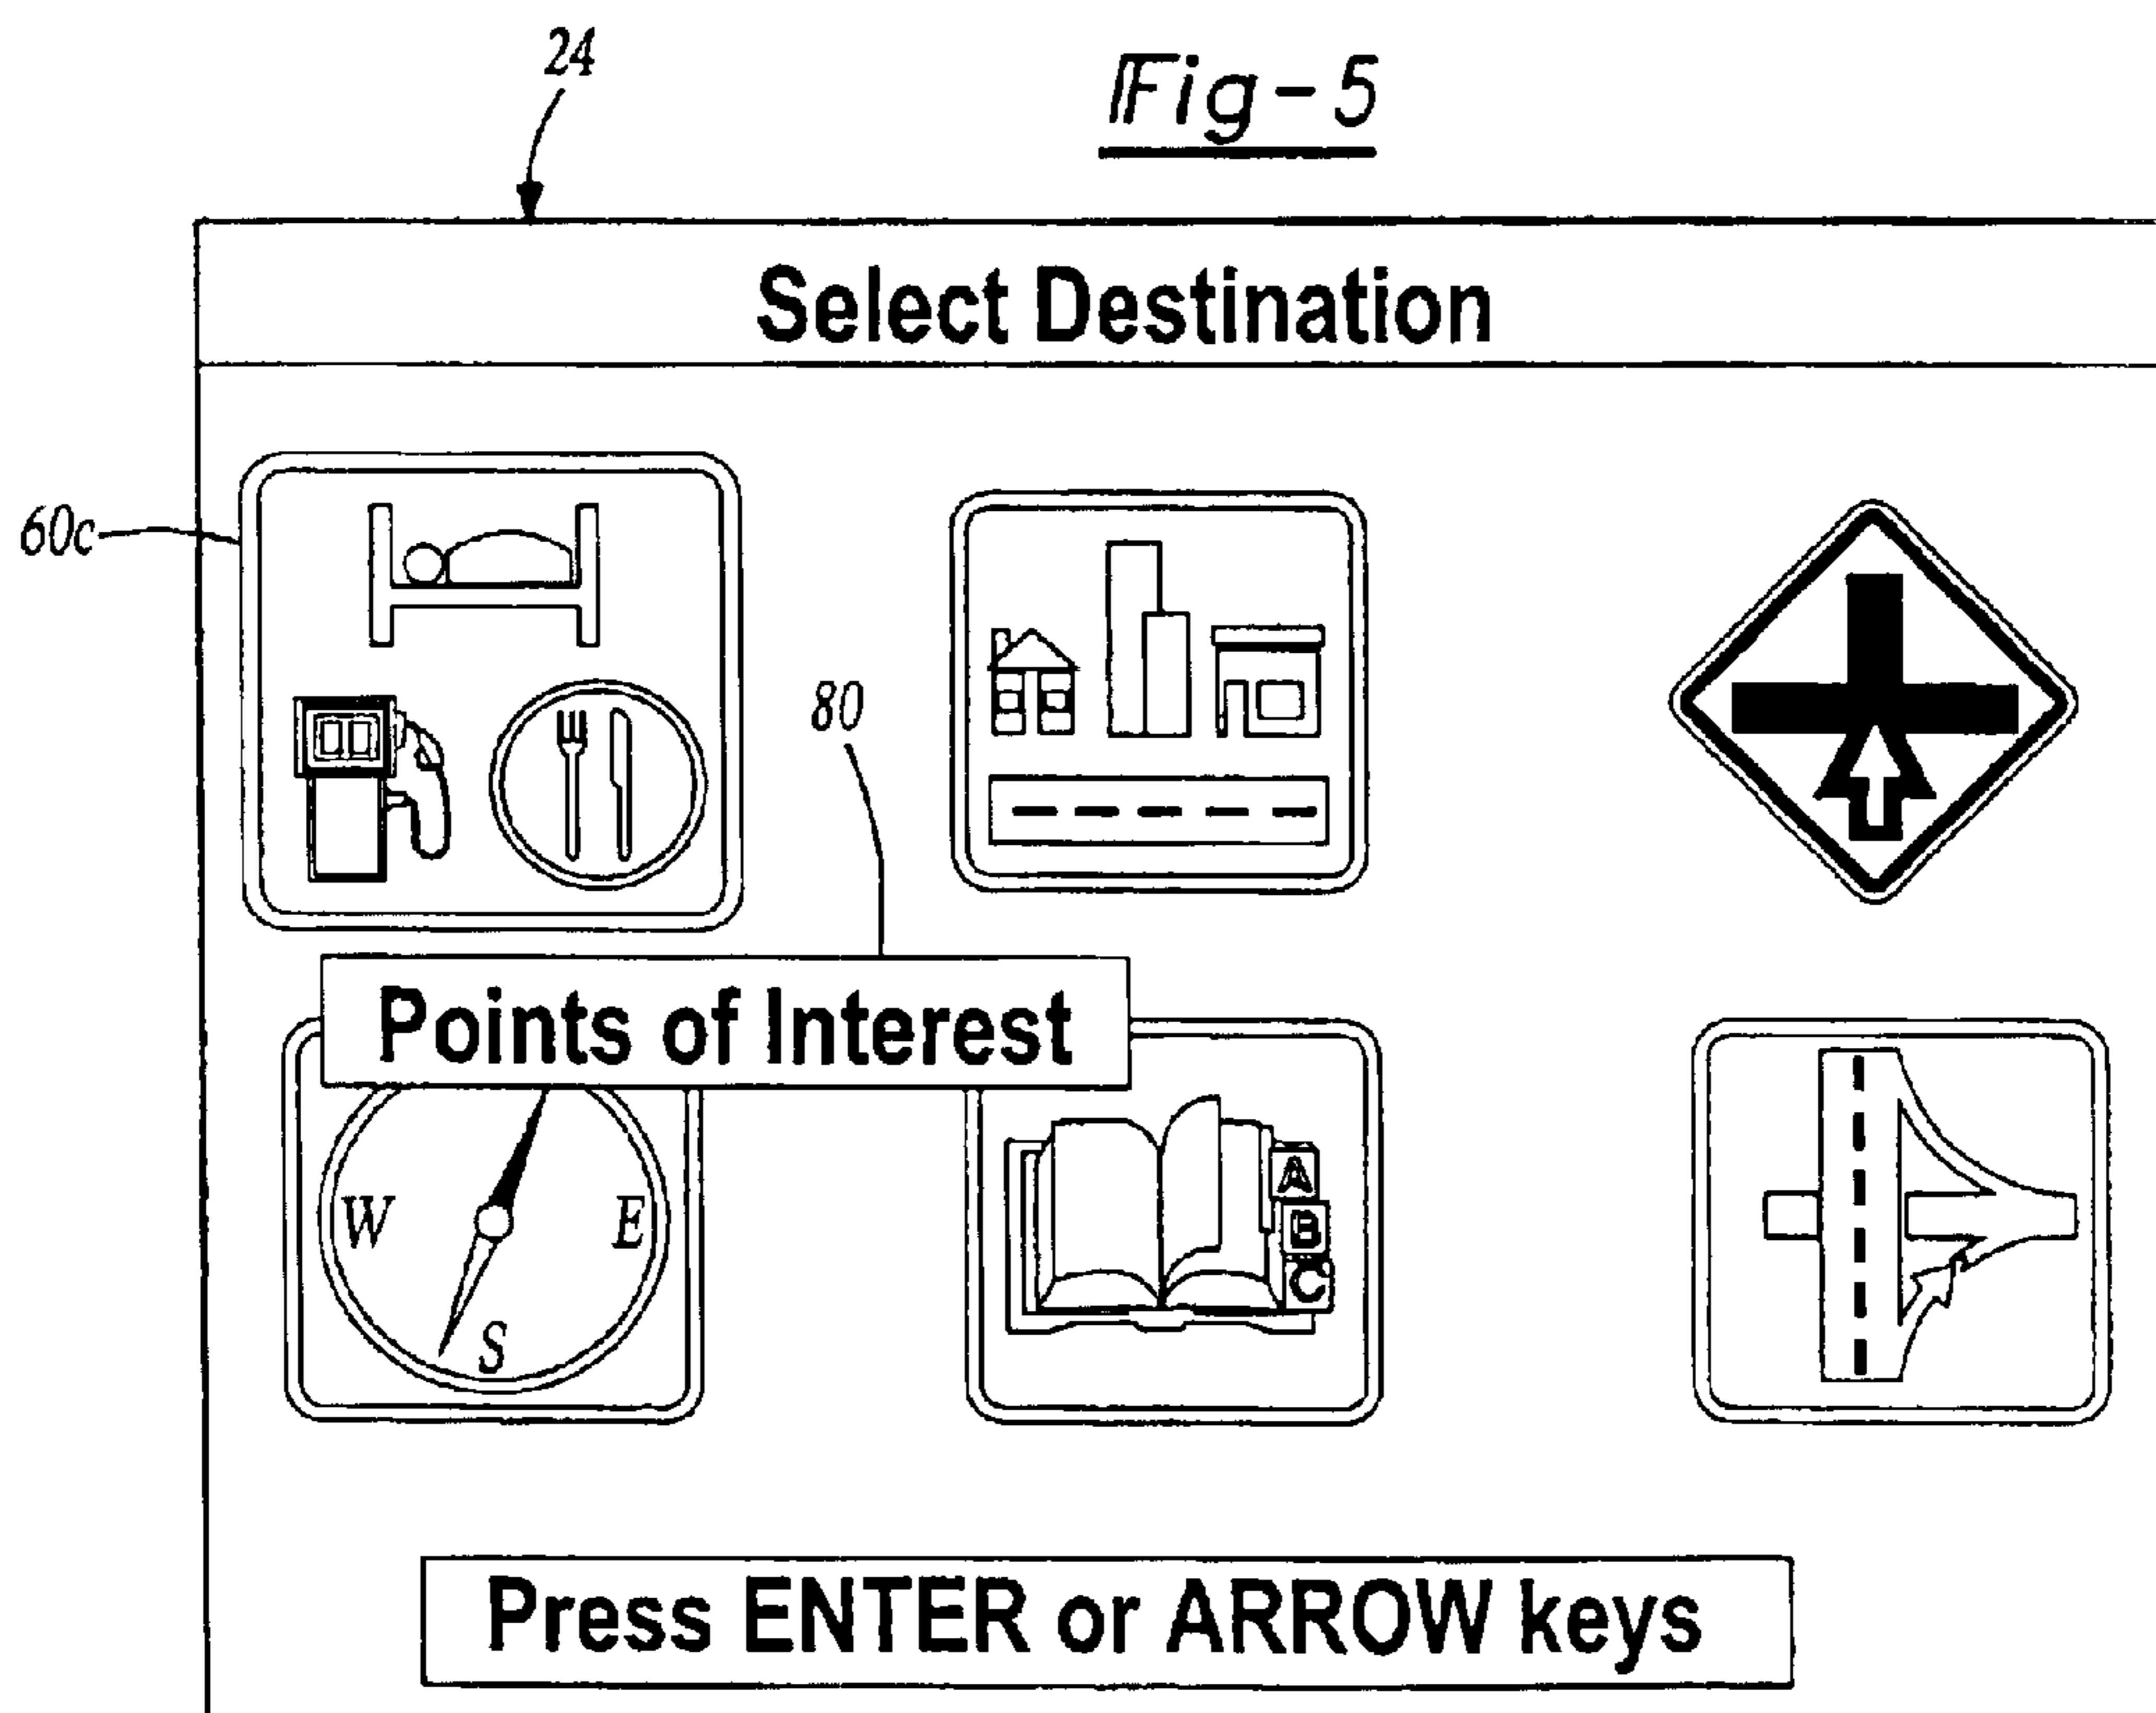 24
Fig-5
Select Destination
60c
80
Points of Interest
W
E
S
A
B
C
Press ENTER or ARROW keys